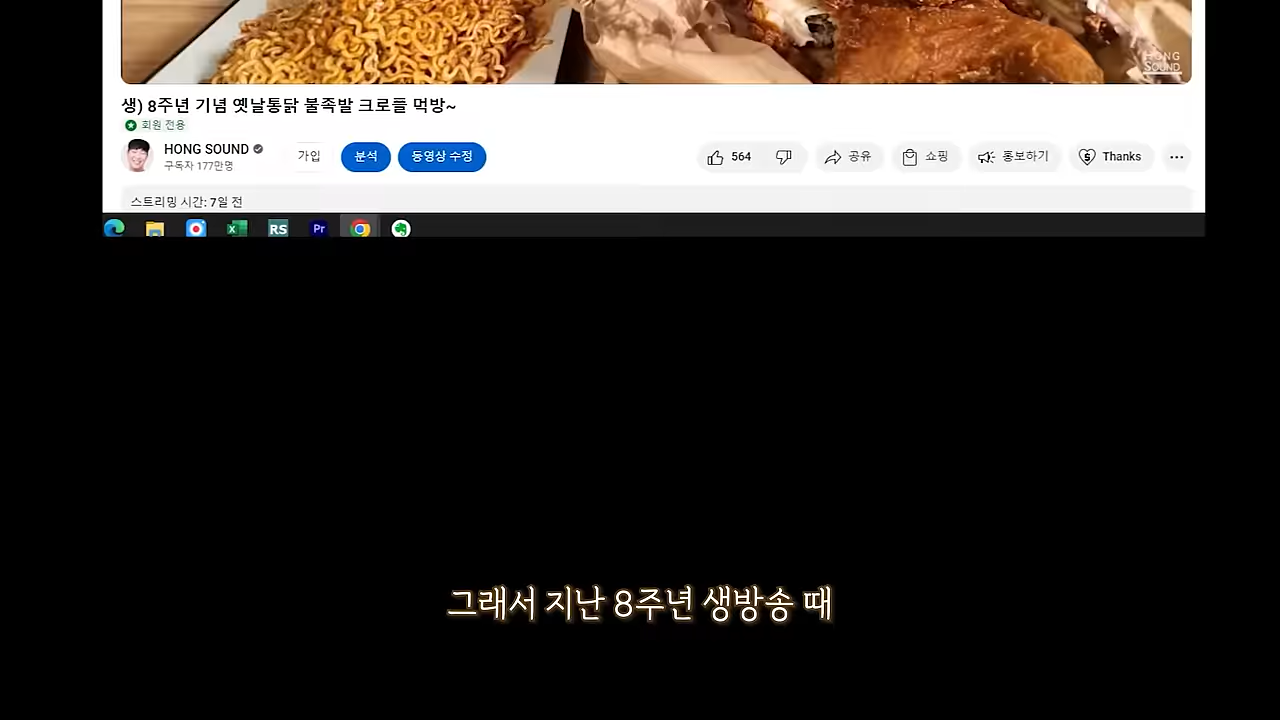 HONG
SOUND
생) 8주년 기념 옛날통닭 불족발 크로플 먹방~
회원 전용
HONG SOUND
구독자 177만명
가입
분석
동영상 수정
564
공유
쇼핑
홍보하기
Thanks
스트리밍 시간: 7일 전
RS
Pr
그래서 지난 8주년 생방송 때